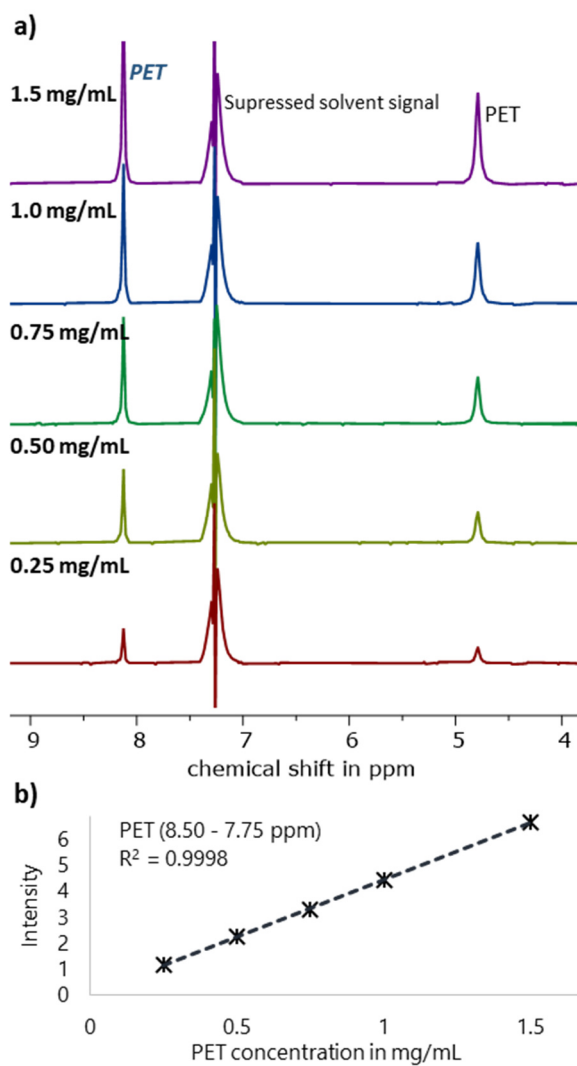 a)
PET
1.5 mg/mL
Supressed solvent signal
PET
1.0 mg/mL
0.75 mg/mL
0.50 mg/mL
0.25 mg/mL
9 8 7 6 5 4
chemical shift in ppm
b)
PET (8.50 - 7.75 ppm)
R² = 0.9998
6
5
4
3
2
1
0
Intensity
0 0.5 1 1.5
PET concentration in mg/mL